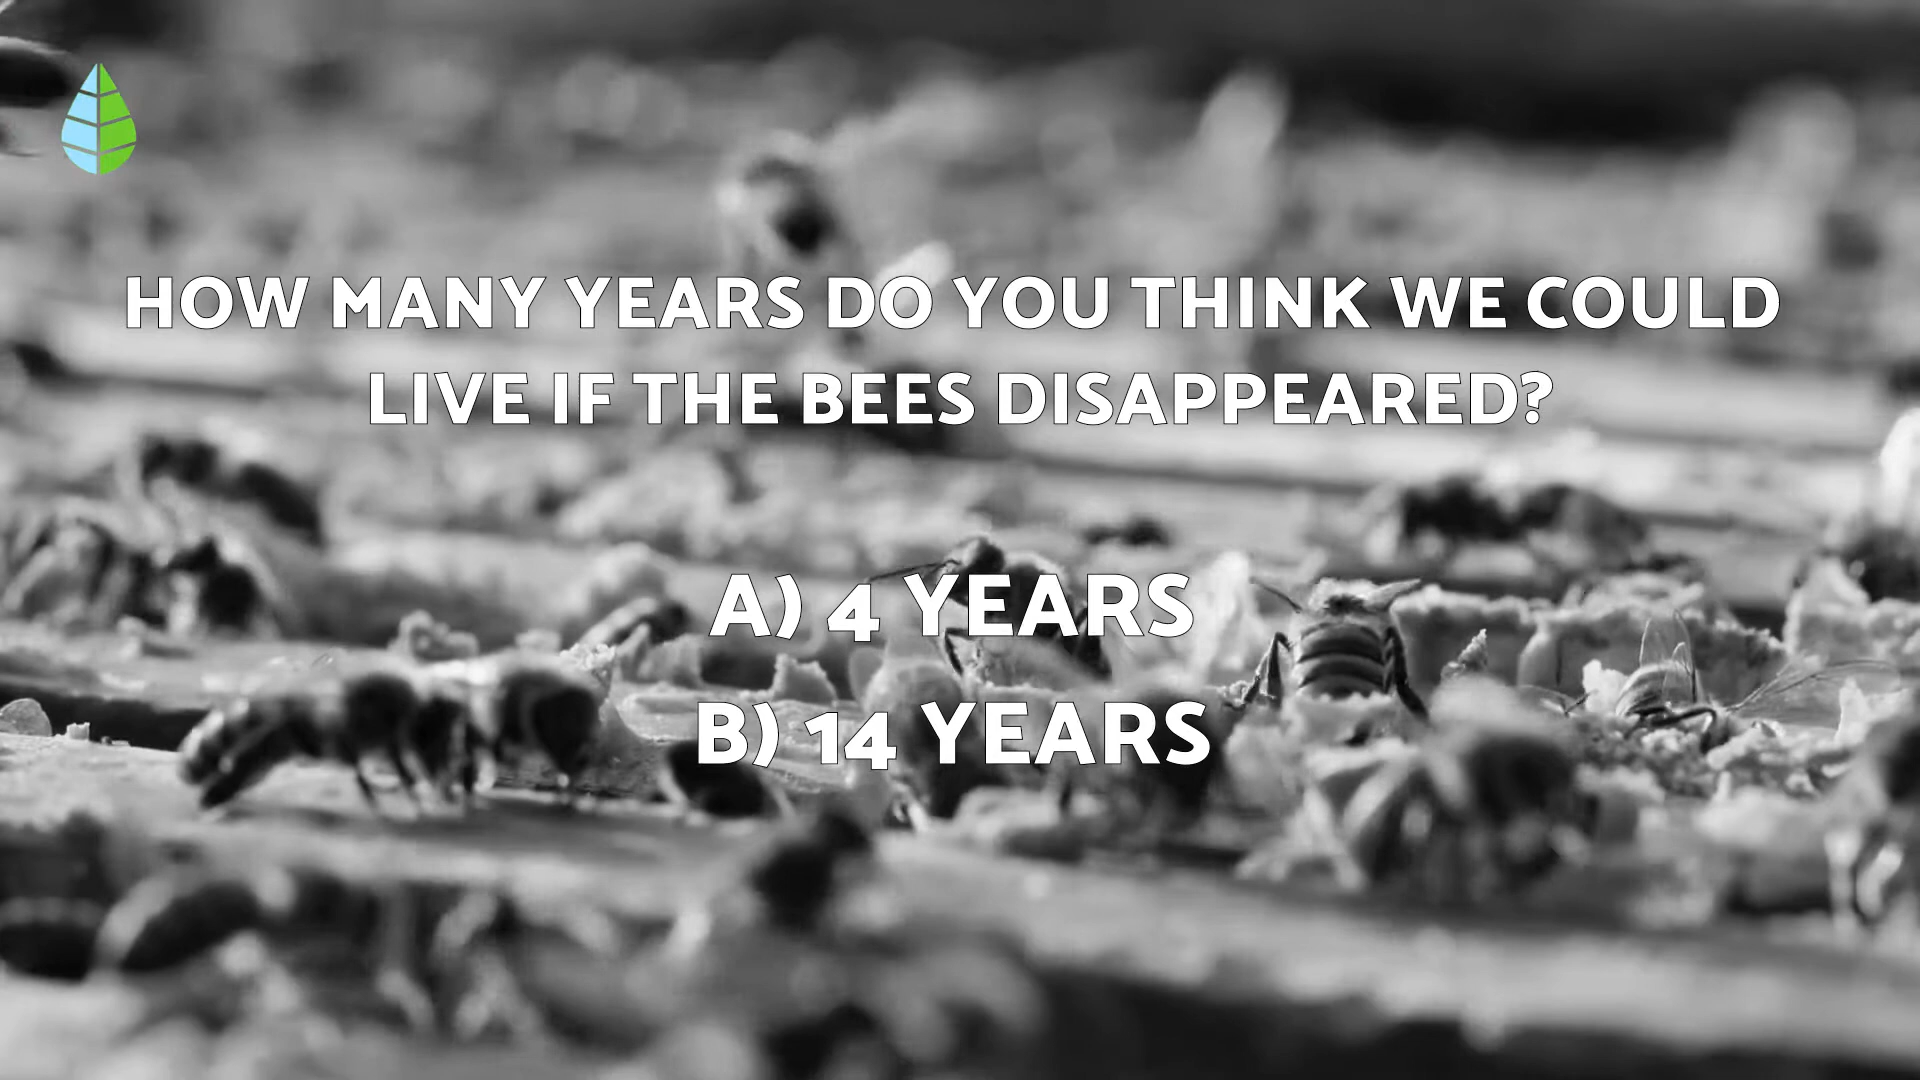 HOW MANY YEARS DO YOU THINK WE COULD
LIVE IF THE BEES DISAPPEARED?
A) 4 YEARS
B) 14 YEARS